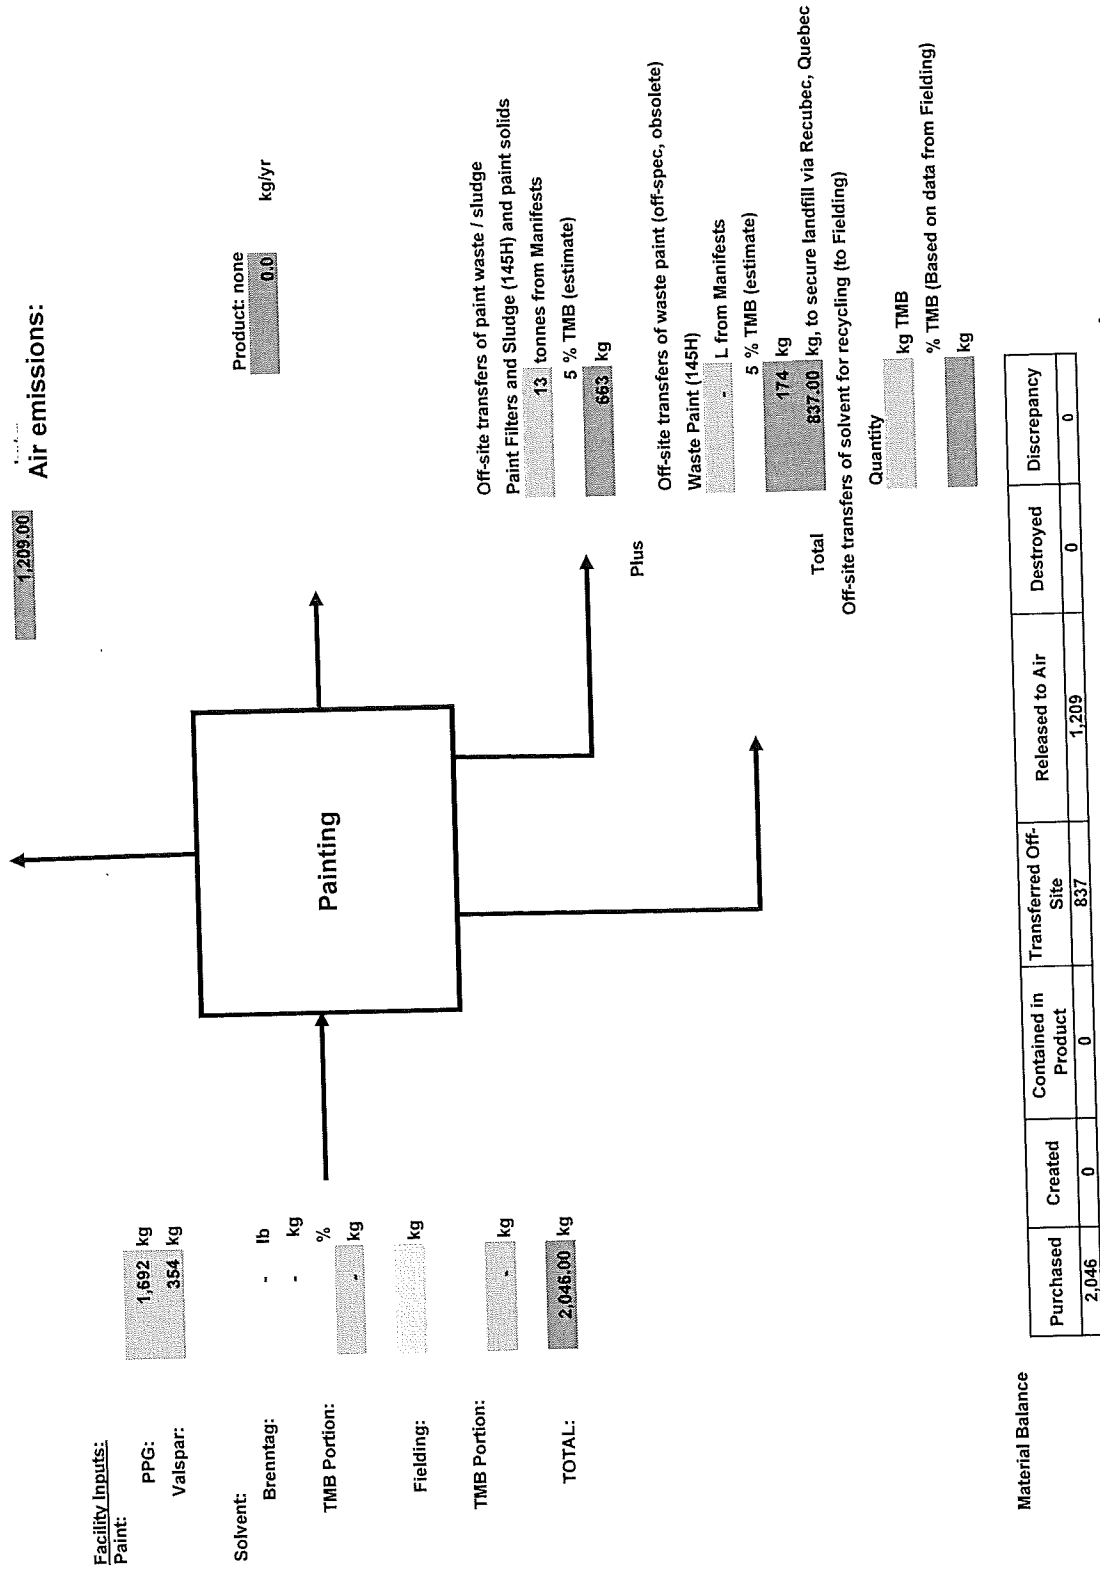 1,209.00
Air emissions:
Facility Inputs:
Paint:
PPG: 1,692 kg
Valspar: 354 kg
Solvent:
Brenntag: - lb
- kg
%
TMB Portion: - kg
Fielding: kg
TMB Portion: - kg
TOTAL: 2,046.00 kg
Painting
Product: none
0.0 kg/yr
Off-site transfers of paint waste / sludge
Paint Filters and Sludge (145H) and paint solids
13 tonnes from Manifests
5 % TMB (estimate)
663 kg
Plus
Off-site transfers of waste paint (off-spec, obsolete)
Waste Paint (145H)
- L from Manifests
5 % TMB (estimate)
174 kg
Total 837.00 kg, to secure landfill via Recubec, Quebec
Off-site transfers of solvent for recycling (to Fielding)
Quantity
kg TMB
% TMB (Based on data from Fielding)
kg
Material Balance
Purchased Created Contained in Product Transferred Off-Site Released to Air Destroyed Discrepancy
2,046 0 0 837 1,209 0 0